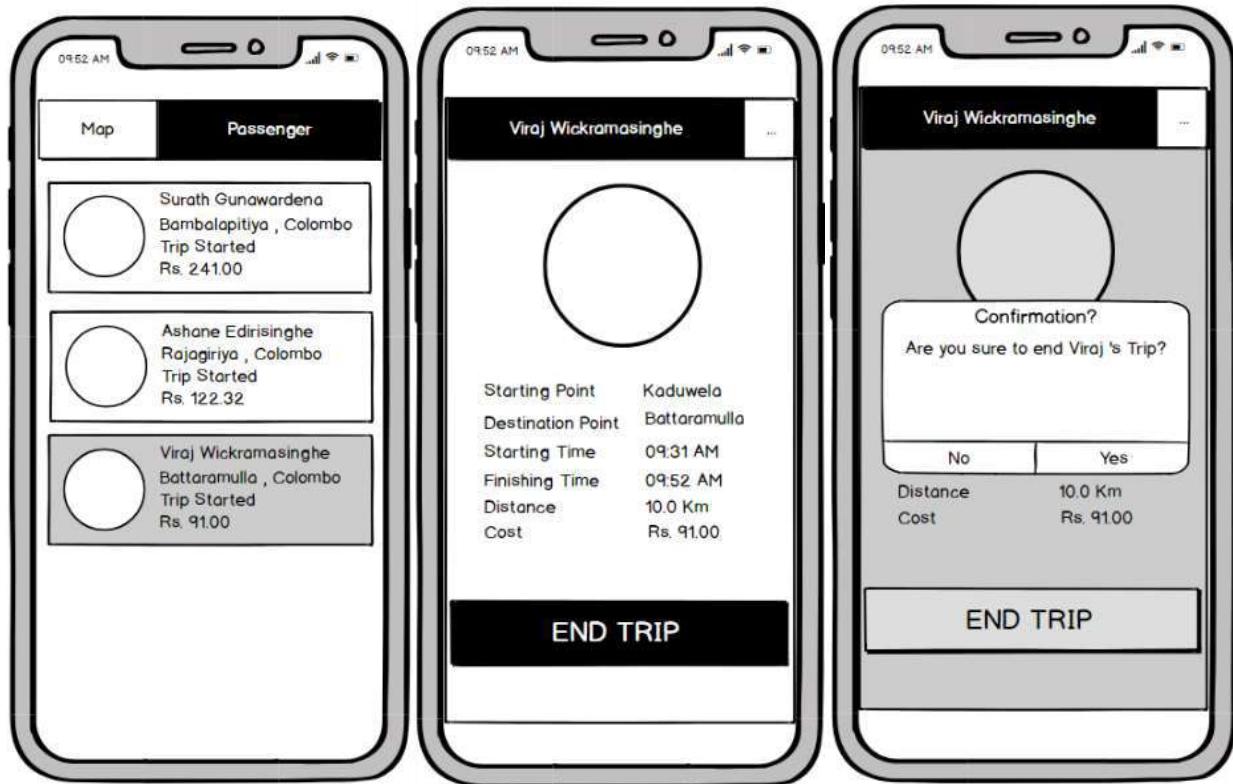 09:52 AM
Map
Passenger
Surath Gunawardena
Bambalapitiya , Colombo
Trip Started
Rs. 241.00
Ashane Edirisinghe
Rajagiriya , Colombo
Trip Started
Rs. 122.32
Viraj Wickramasinghe
Battaramulla , Colombo
Trip Started
Rs. 91.00
09:52 AM
Viraj Wickramasinghe
...
Starting Point Kaduwela
Destination Point Battaramulla
Starting Time 09:31 AM
Finishing Time 09:52 AM
Distance 10.0 Km
Cost Rs. 91.00
END TRIP
09:52 AM
Viraj Wickramasinghe
...
Confirmation?
Are you sure to end Viraj 's Trip?
No
Yes
Distance 10.0 Km
Cost Rs. 91.00
END TRIP